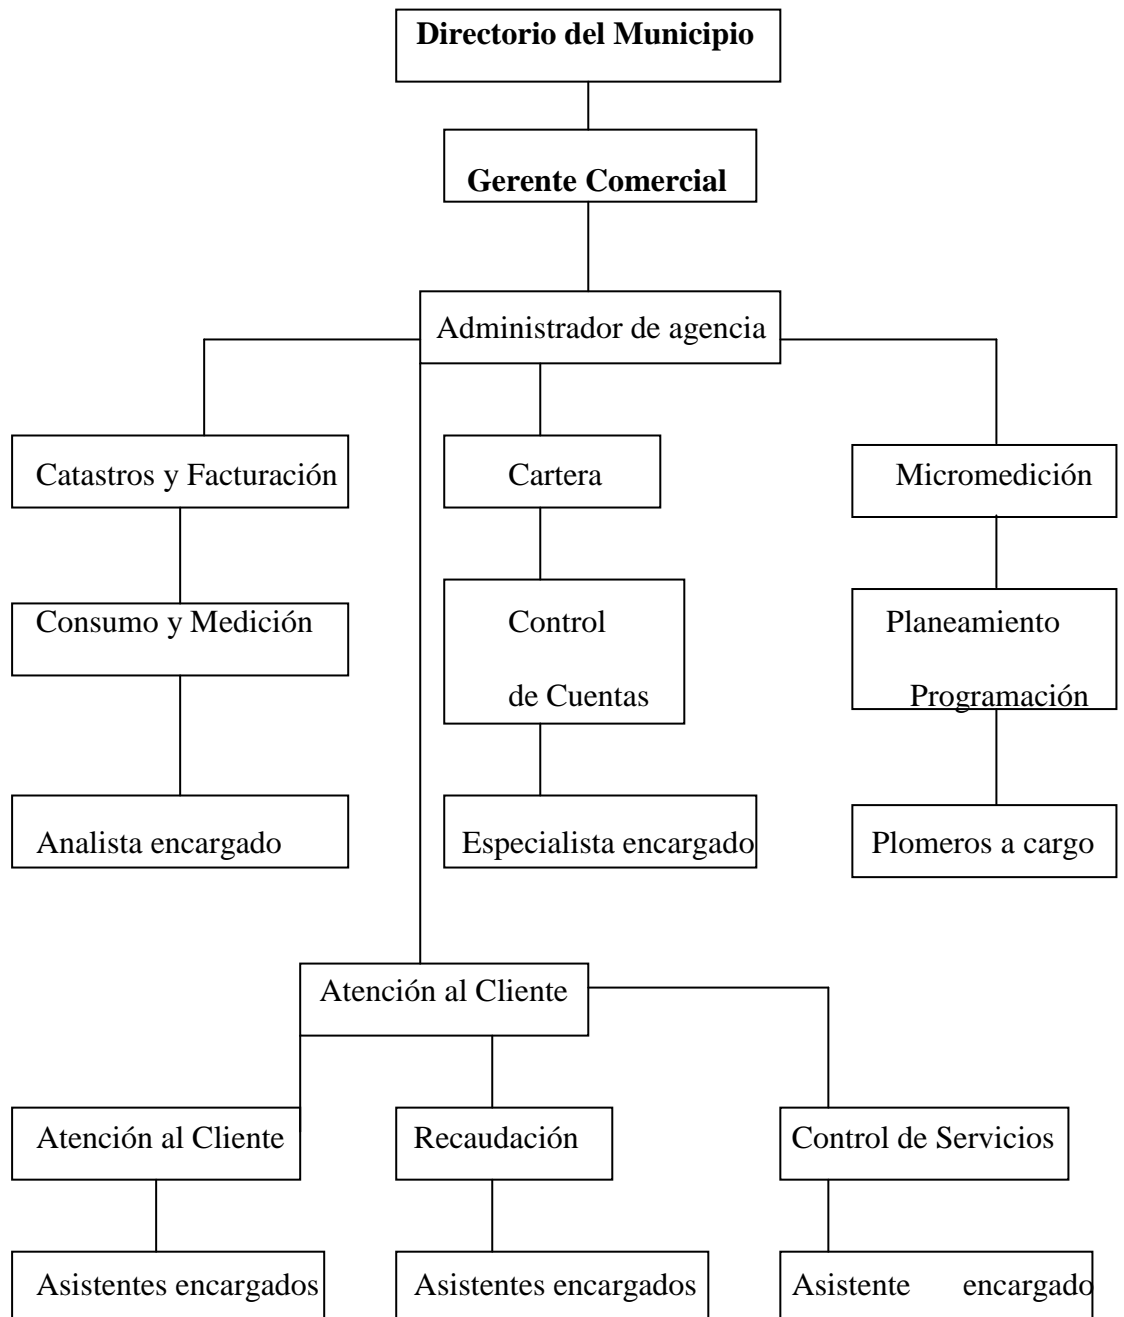 Directorio del Municipio
Gerente Comercial
Administrador de agencia
Catastros y Facturación
Cartera
Micromedición
Consumo y Medición
Control
de Cuentas
Planeamiento
Programación
Analista encargado
Especialista encargado
Plomeros a cargo
Atención al Cliente
Atención al Cliente
Recaudación
Control de Servicios
Asistentes encargados
Asistentes encargados
Asistente encargado